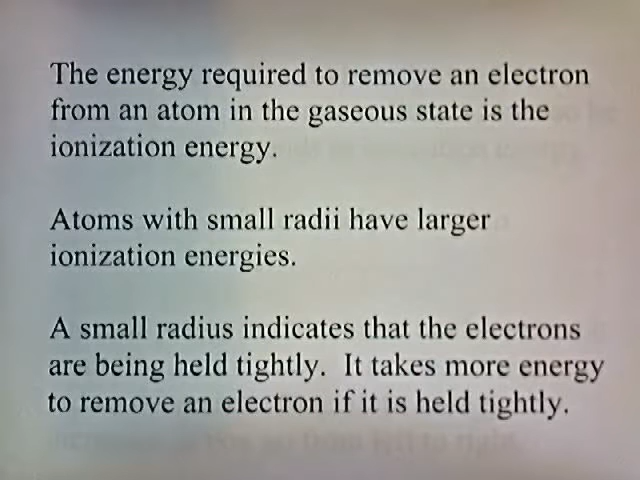 The energy required to remove an electron
from an atom in the gaseous state is the
ionization energy.
Atoms with small radii have larger
ionization energies.
A small radius indicates that the electrons
are being held tightly.  It takes more energy
to remove an electron if it is held tightly.